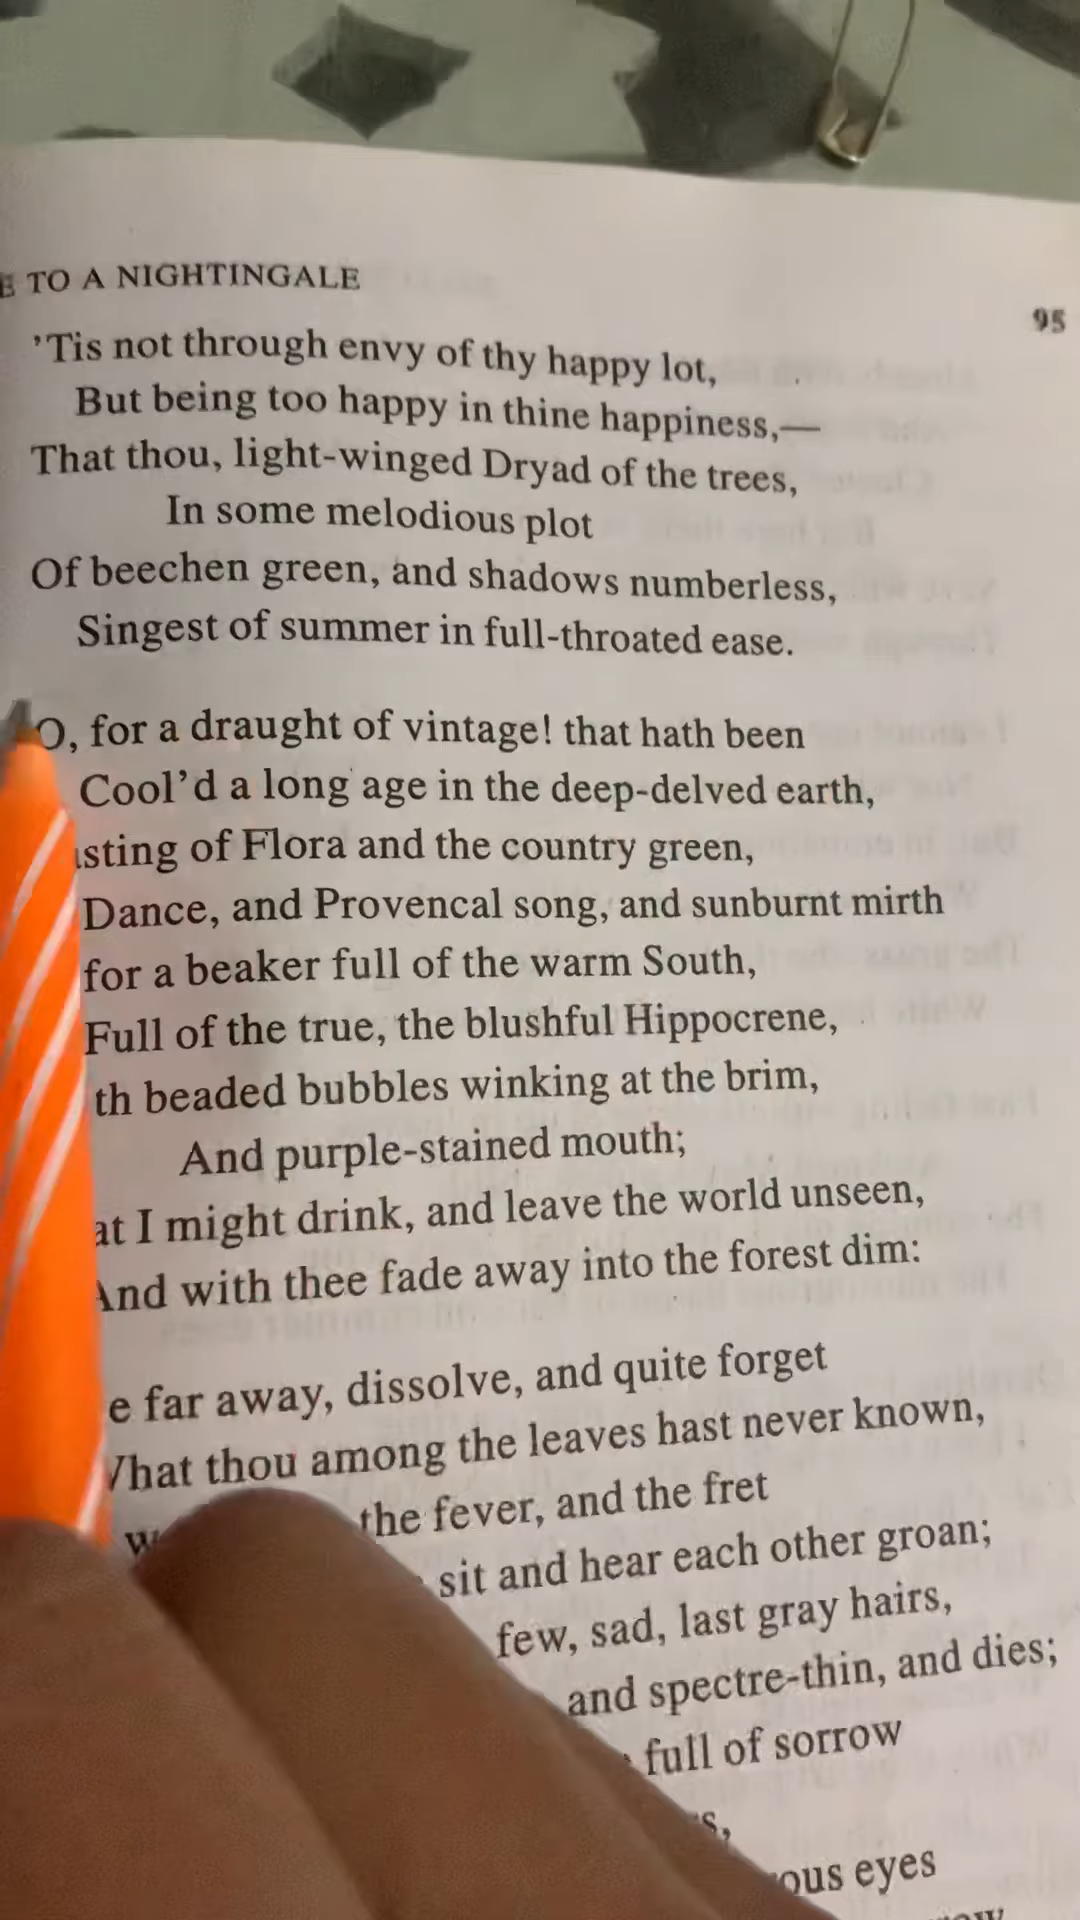 TO A NIGHTINGALE
95
’Tis not through envy of thy happy lot,
But being too happy in thine happiness,—
That thou, light-winged Dryad of the trees,
In some melodious plot
Of beechen green, and shadows numberless,
Singest of summer in full-throated ease.
O, for a draught of vintage! that hath been
Cool’d a long age in the deep-delved earth,
of Flora and the country green,
Dance, and Provencal song, and sunburnt mirth
for a beaker full of the warm South,
Full of the true, the blushful Hippocrene,
beaded bubbles winking at the brim,
And purple-stained mouth;
I might drink, and leave the world unseen,
And with thee fade away into the forest dim:
far away, dissolve, and quite forget
What thou among the leaves hast never known,
the fever, and the fret
sit and hear each other groan;
few, sad, last gray hairs,
and spectre-thin, and dies;
full of sorrow
eyes